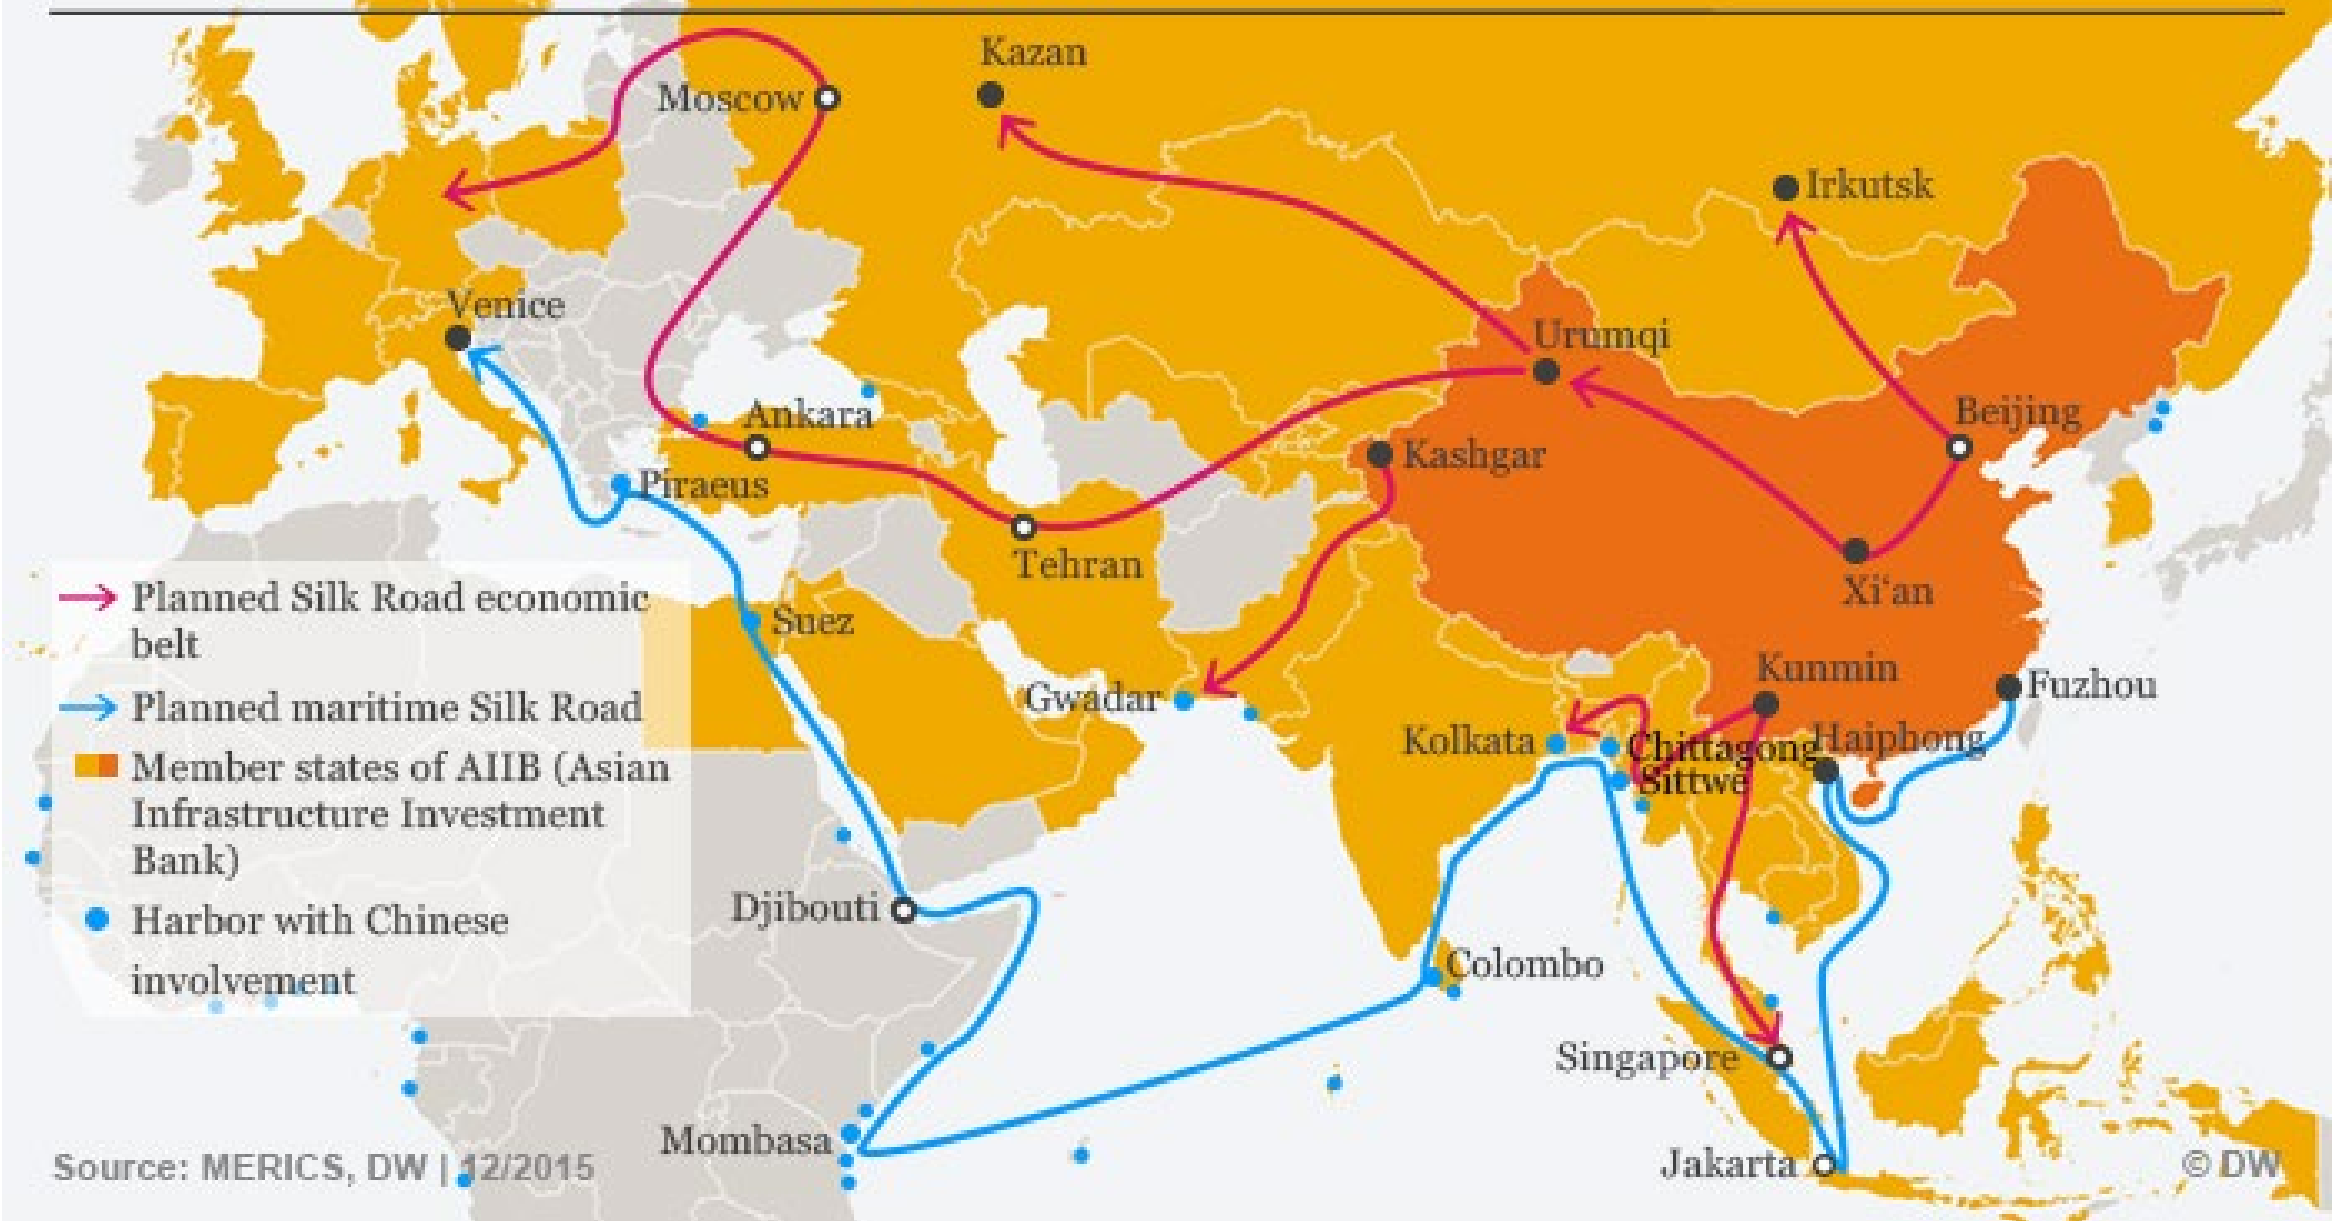 Kazan
Moscow
Irkutsk
Venice
Urumqi
Ankara
Beijing
Kashgar
Piraeus
Tehran
Xi‘an
Planned Silk Road economic
belt
Suez
Kunmin
Gwadar
Fuzhou
Planned maritime Silk Road
Kolkata
Chittagong
Haiphong
Sittwe
Member states of AIIB (Asian
Infrastructure Investment
Bank)
Djibouti
Harbor with Chinese
involvement
Colombo
Singapore
Mombasa
Jakarta
Source: MERICS, DW | 12/2015
© DW